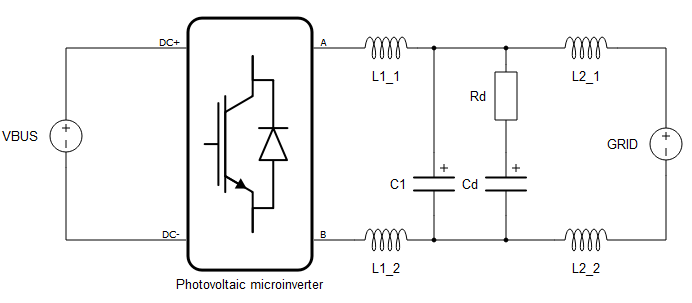 DC+
A
L1_1
L2_1
Rd
VBUS
GRID
C1
Cd
DC-
B
L1_2
L2_2
Photovoltaic microinverter